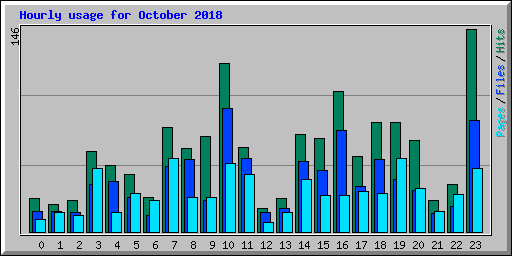 Hourly usage for October 2018
146
Pages/Files/Hits
0 1 2 3 4 5 6 7 8 9 10 11 12 13 14 15 16 17 18 19 20 21 22 23